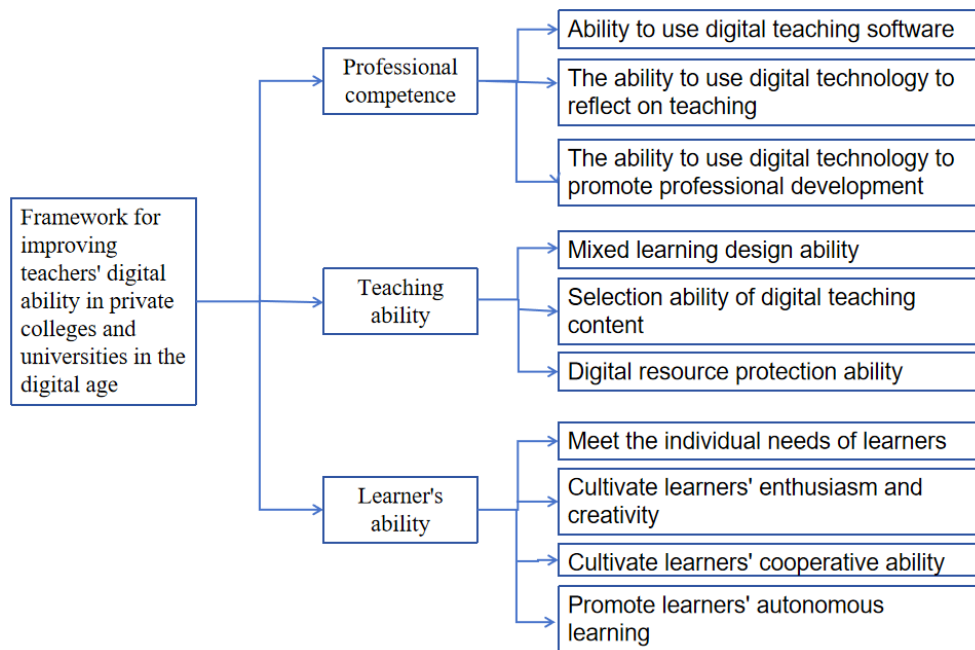 Framework for
improving
teachers' digital
ability in private
colleges and
universities in the
digital age
Professional
competence
Ability to use digital teaching software
The ability to use digital technology to
reflect on teaching
The ability to use digital technology to
promote professional development
Teaching
ability
Mixed learning design ability
Selection ability of digital teaching
content
Digital resource protection ability
Learner's
ability
Meet the individual needs of learners
Cultivate learners' enthusiasm and
creativity
Cultivate learners' cooperative ability
Promote learners' autonomous
learning